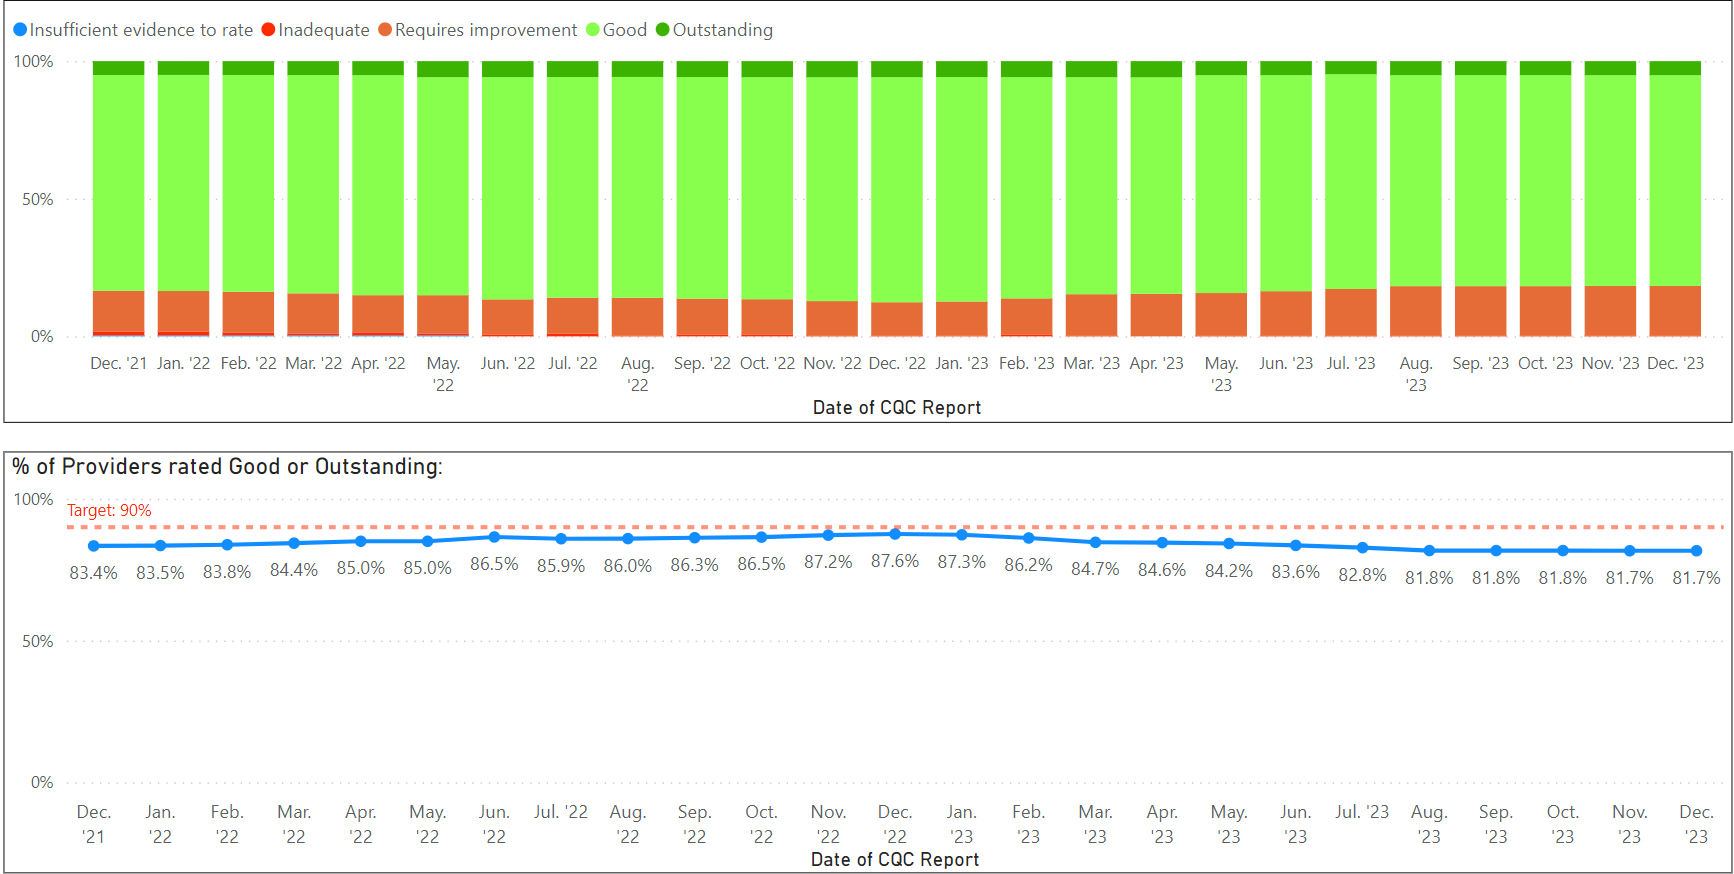 Insufficient evidence to rate Inadequate Requires improvement Good Outstanding
100%
50%
0%
Dec. '21 Jan. '22 Feb. '22 Mar. '22 Apr. '22 May. '22 Jun. '22 Jul. '22 Aug. '22 Sep. '22 Oct. '22 Nov. '22 Dec. '22 Jan. '23 Feb. '23 Mar. '23 Apr. '23 May. '23 Jun. '23 Jul. '23 Aug. '23 Sep. '23 Oct. '23 Nov. '23 Dec. '23
Date of CQC Report
% of Providers rated Good or Outstanding:
100%
Target: 90%
83.4% 83.5% 83.8% 84.4% 85.0% 85.0% 86.5% 85.9% 86.0% 86.3% 86.5% 87.2% 87.6% 87.3% 86.2% 84.7% 84.6% 84.2% 83.6% 82.8% 81.8% 81.8% 81.8% 81.7% 81.7%
50%
0%
Dec. '21 Jan. '22 Feb. '22 Mar. '22 Apr. '22 May. '22 Jun. '22 Jul. '22 Aug. '22 Sep. '22 Oct. '22 Nov. '22 Dec. '22 Jan. '23 Feb. '23 Mar. '23 Apr. '23 May. '23 Jun. '23 Jul. '23 Aug. '23 Sep. '23 Oct. '23 Nov. '23 Dec. '23
Date of CQC Report